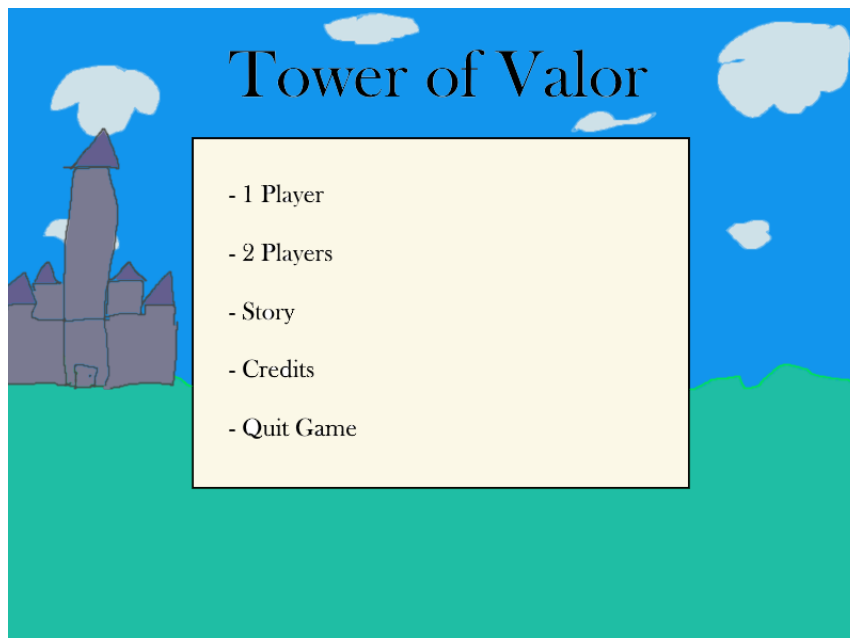 Tower of Valor
- 1 Player
- 2 Players
- Story
- Credits
- Quit Game